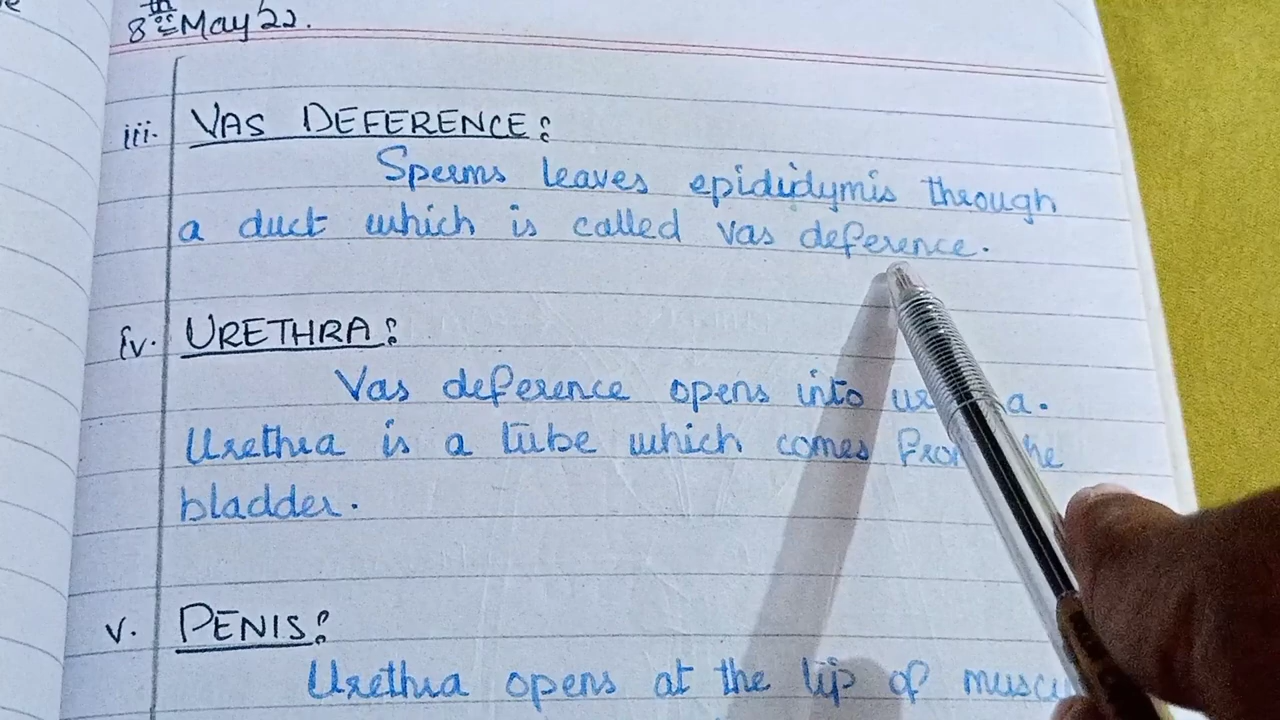 8th May'22.
iii. VAS DEFERENCE:
Sperms leaves epididymis through
a duct which is called vas deference.
iv. URETHRA:
Vas deference opens into
Urethra is a tube which comes
bladder.
v. PENIS:
Urethra opens at the tip of